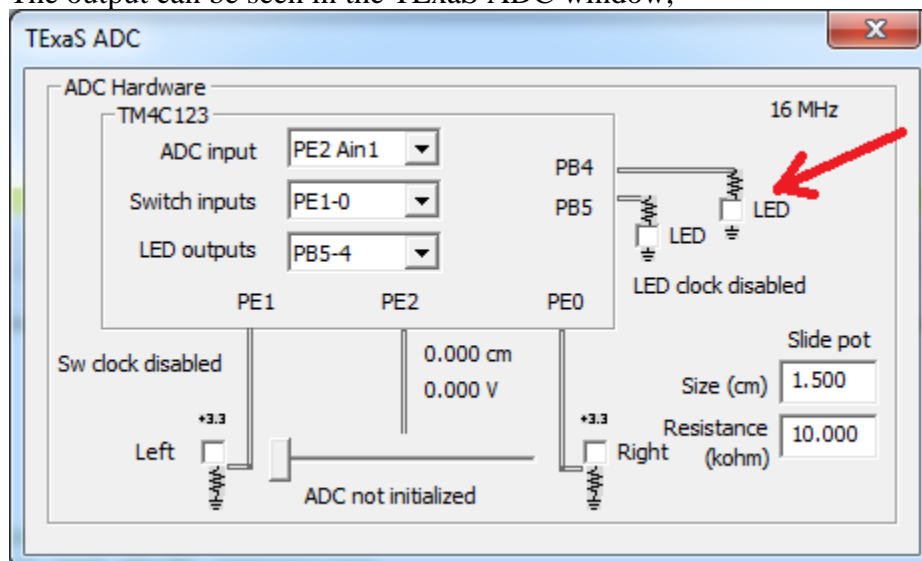 The output can be seen in the TExaS ADC window,
TExaS ADC
ADC Hardware
TM4C123
16 MHz
ADC input PE2 Ain1
PB4
Switch inputs PE1-0
PB5
LED
LED
LED outputs PB5-4
LED clock disabled
PE1 PE2 PE0
Slide pot
Sw clock disabled
0.000 cm
Size (cm) 1.500
0.000 V
+3.3
+3.3
Resistance
(kohm)
10.000
Left
Right
ADC not initialized